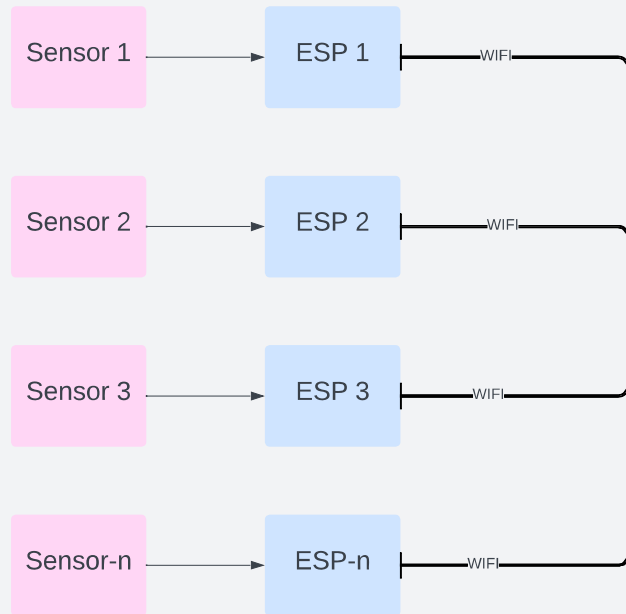 Sensor 1
ESP 1
WIFI
Sensor 2
ESP 2
WIFI
Sensor 3
ESP 3
WIFI
Sensor-n
ESP-n
WIFI